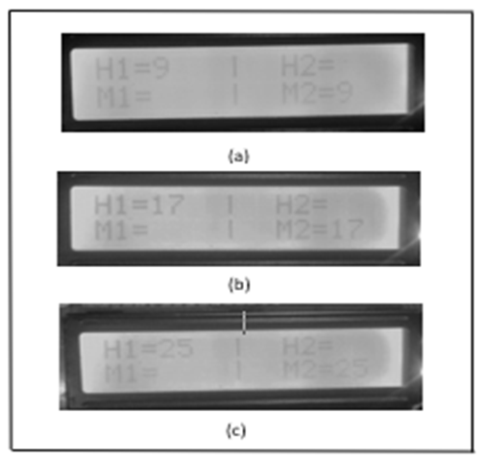 H1=9 | H2=
M1= | M2=9
(a)
H1=17 | H2=
M1= | M2=17
(b)
H1=25 | H2=
M1= | M2=25
(c)